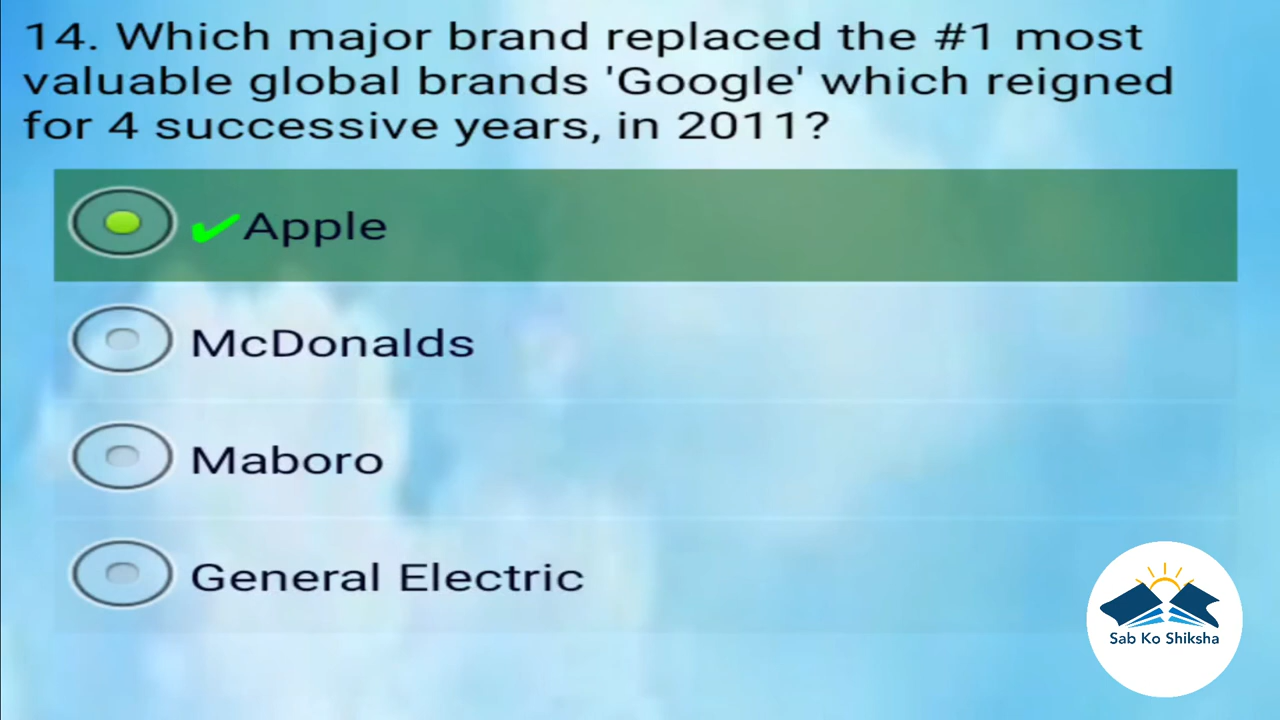 14. Which major brand replaced the #1 most
valuable global brands 'Google' which reigned
for 4 successive years, in 2011?
✔Apple
McDonalds
Maboro
General Electric
Sab Ko Shiksha